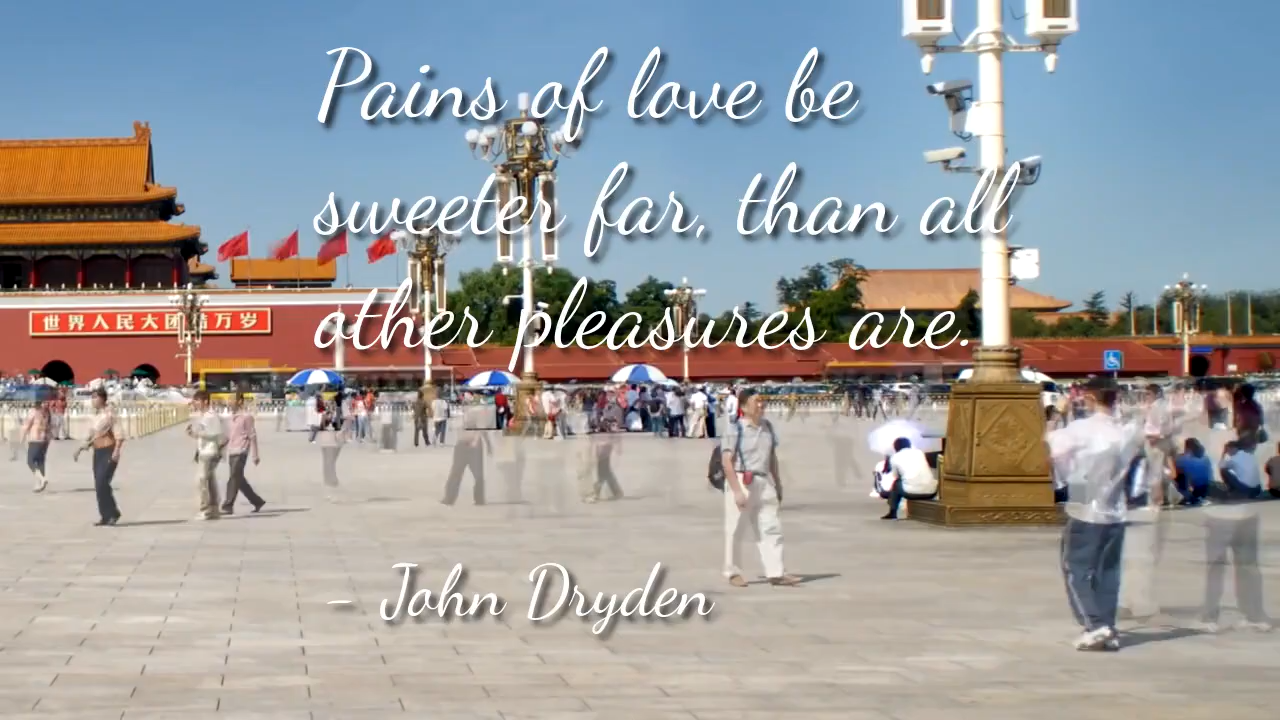 Pains of love be
sweeter far, than all
other pleasures are.
世界人民大团结万岁
- John Dryden